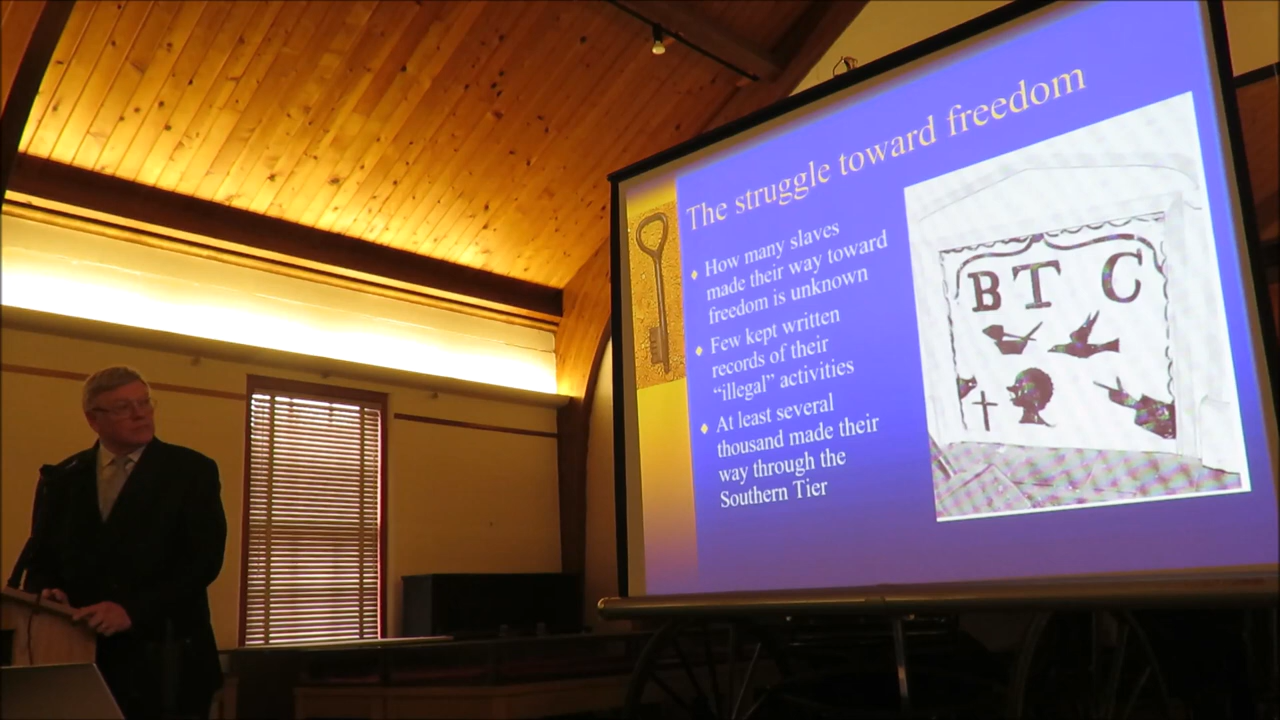 The struggle toward freedom
How many slaves
made their way toward
freedom is unknown
Few kept written
records of their
“illegal” activities
At least several
thousand made their
way through the
Southern Tier
B T C